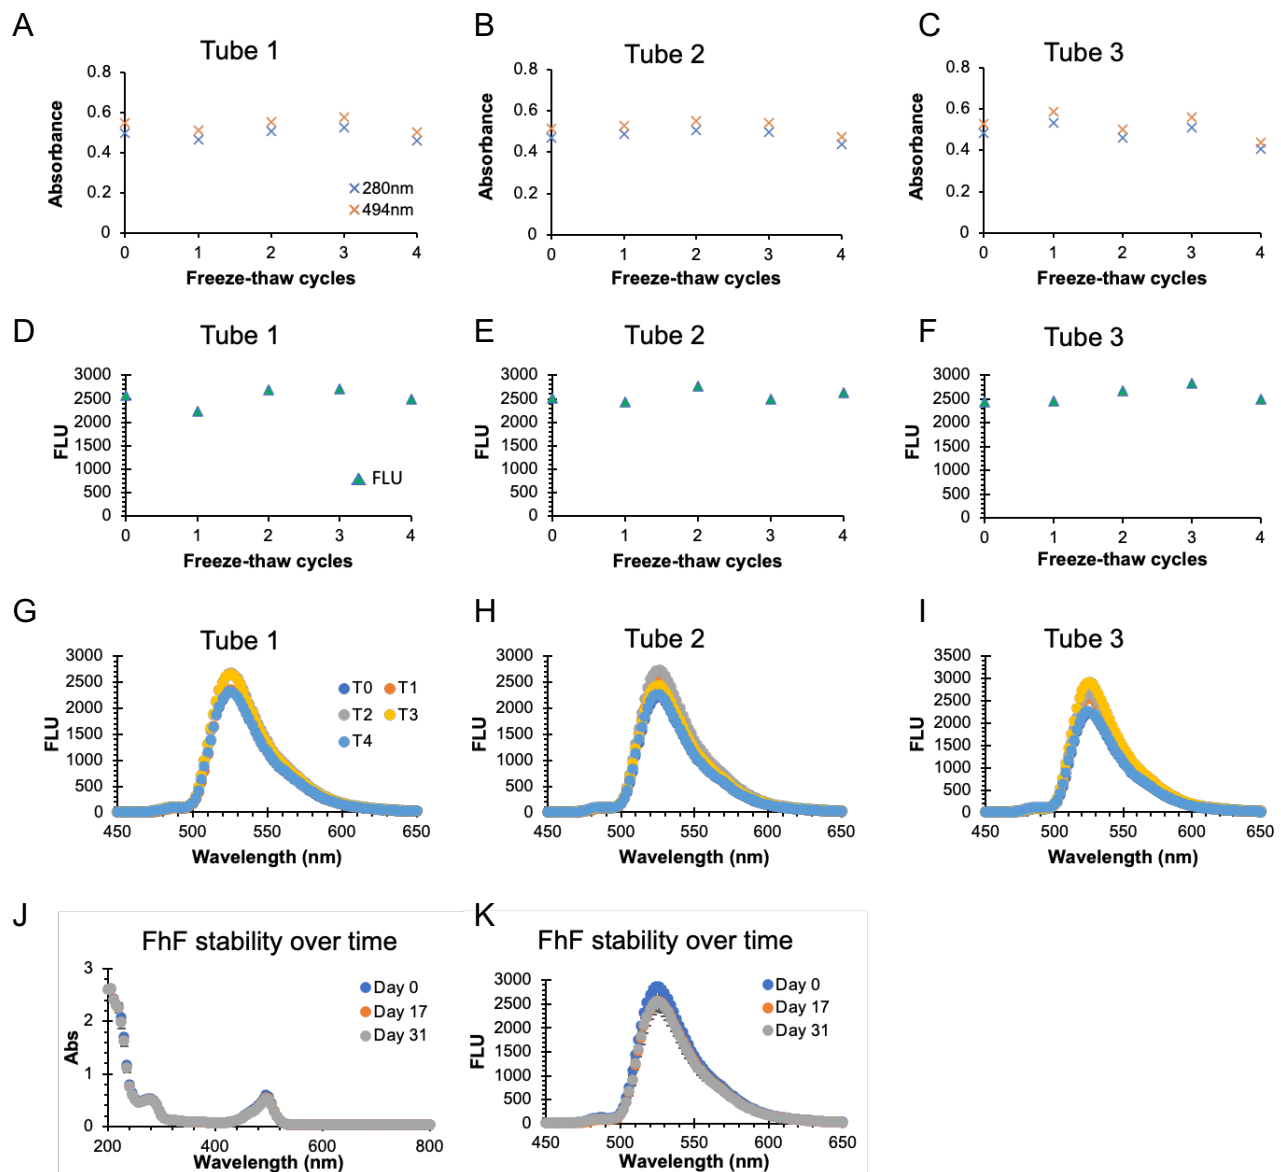 A
B
C
Tube 1
Tube 2
Tube 3
Absorbance
0.8
0.6
0.4
0.2
0
280nm
494nm
0 1 2 3 4
Freeze-thaw cycles
Absorbance
0.8
0.6
0.4
0.2
0
0 1 2 3 4
Freeze-thaw cycles
Absorbance
0.8
0.6
0.4
0.2
0
0 1 2 3 4
Freeze-thaw cycles
D
E
F
Tube 1
Tube 2
Tube 3
FLU
3000
2500
2000
1500
1000
500
0
FLU
0 1 2 3 4
Freeze-thaw cycles
FLU
3000
2500
2000
1500
1000
500
0
0 1 2 3 4
Freeze-thaw cycles
FLU
3000
2500
2000
1500
1000
500
0
0 1 2 3 4
Freeze-thaw cycles
G
H
I
Tube 1
Tube 2
Tube 3
FLU
3000
2500
2000
1500
1000
500
0
T0 T1
T2 T3
T4
450 500 550 600 650
Wavelength (nm)
FLU
3000
2500
2000
1500
1000
500
0
450 500 550 600 650
Wavelength (nm)
FLU
3500
3000
2500
2000
1500
1000
500
0
450 500 550 600 650
Wavelength (nm)
J
FhF stability over time
Abs
3
2
1
0
Day 0
Day 17
Day 31
200 400 600 800
Wavelength (nm)
K
FhF stability over time
FLU
3000
2500
2000
1500
1000
500
0
Day 0
Day 17
Day 31
450 500 550 600 650
Wavelength (nm)